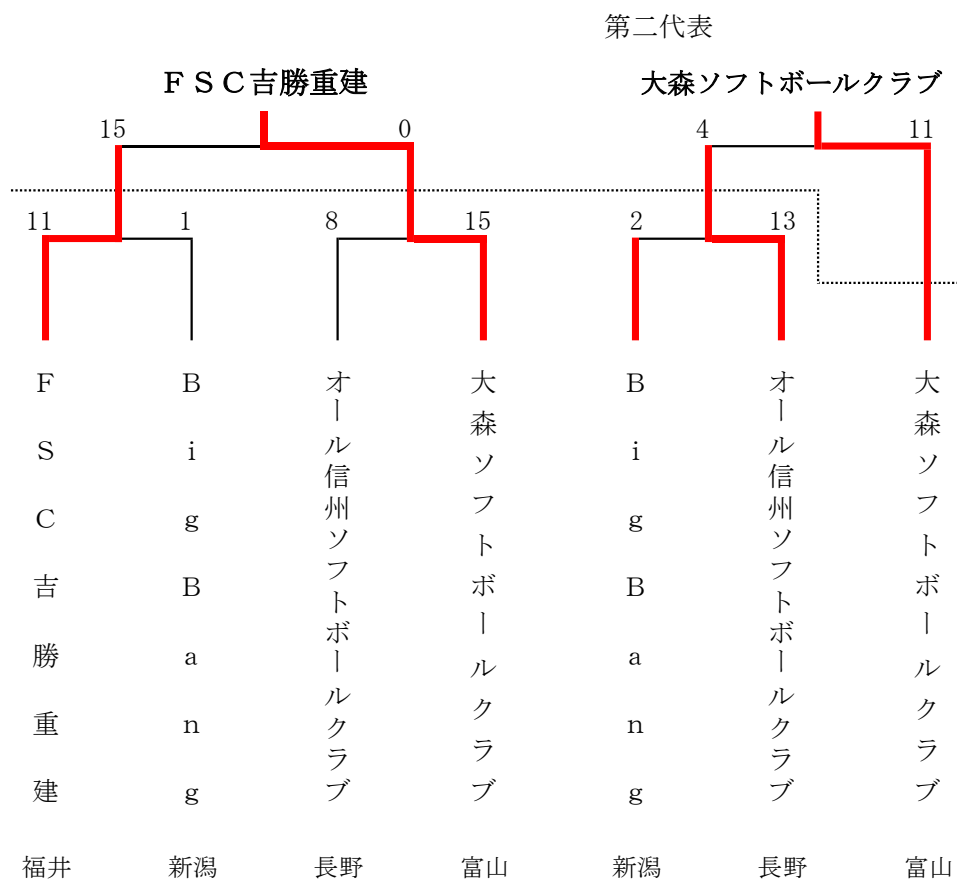 第二代表
ＦＳＣ吉勝重建
大森ソフトボールクラブ
15
0
4
11
11
1
8
15
2
13
ＦＳＣ吉勝重建
ＢｉｇＢａｎｇ
オール信州ソフトボールクラブ
大森ソフトボールクラブ
ＢｉｇＢａｎｇ
オール信州ソフトボールクラブ
大森ソフトボールクラブ
福井
新潟
長野
富山
新潟
長野
富山